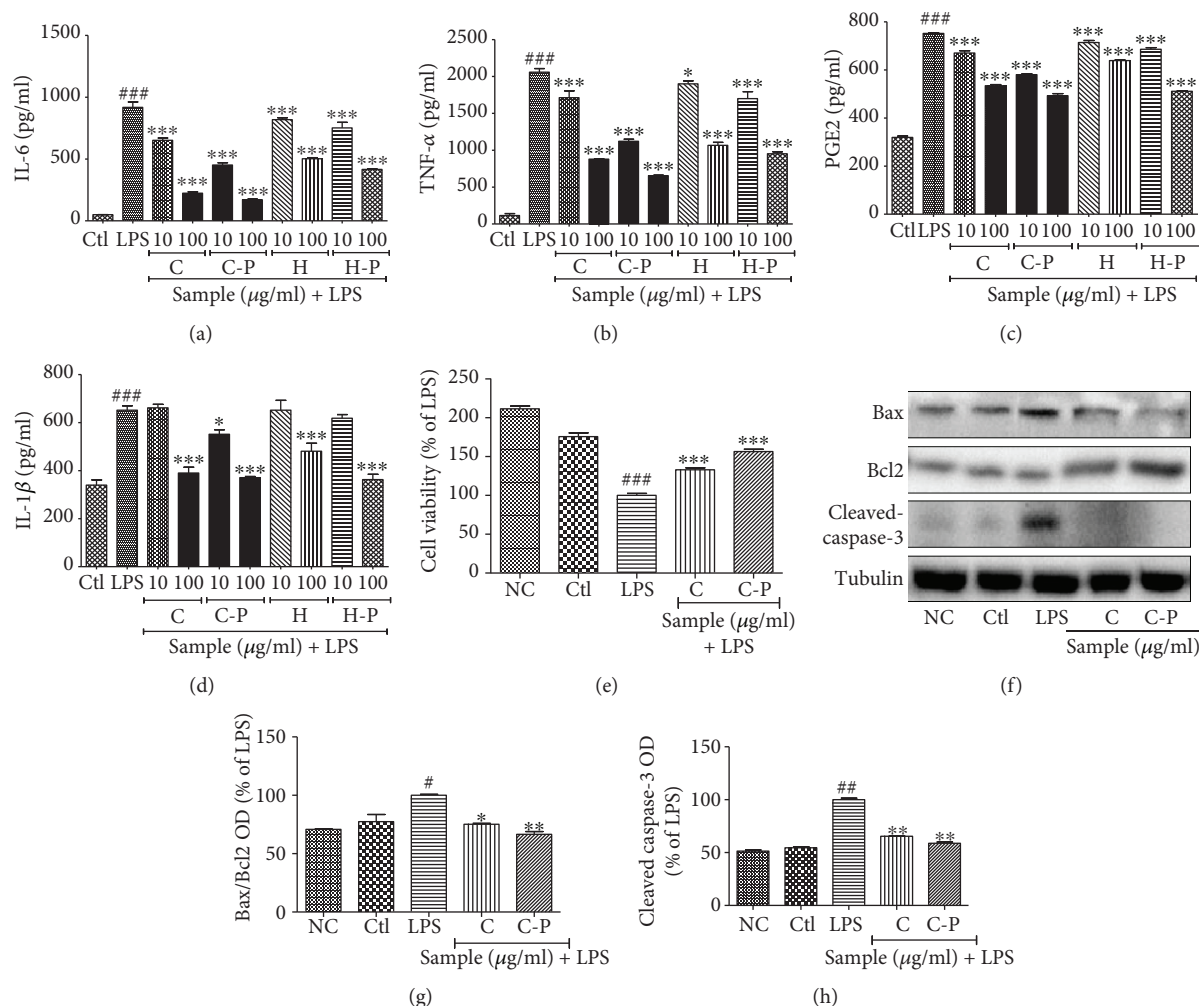 1500
1000
500
0
IL-6 (pg/ml)
###
***
***
***
***
***
***
***
***
Ctl LPS 10 100 10 100 10 100 10 100
C C-P H H-P
Sample (μg/ml) + LPS
(a)
2500
2000
1500
1000
500
0
TNF-α (pg/ml)
###
***
***
***
***
*
***
***
***
Ctl LPS 10 100 10 100 10 100 10 100
C C-P H H-P
Sample (μg/ml) + LPS
(b)
800
600
400
200
0
PGE2 (pg/ml)
###
***
***
***
***
***
***
***
***
Ctl LPS 10 100 10 100 10 100 10 100
C C-P H H-P
Sample (μg/ml) + LPS
(c)
800
600
400
300
0
IL-1β (pg/ml)
###
***
*
***
***
***
Ctl LPS 10 100 10 100 10 100 10 100
C C-P H H-P
Sample (μg/ml) + LPS
(d)
250
200
150
100
50
0
Cell viability (% of LPS)
###
***
***
NC Ctl LPS C C-P
Sample (μg/ml)
+ LPS
(e)
Bax
Bcl2
Cleaved-
caspase-3
Tubulin
NC Ctl LPS C C-P
Sample (μg/ml)
(f)
150
100
50
0
Bax/Bcl2 OD (% of LPS)
#
*
**
NC Ctl LPS C C-P
Sample (μg/ml) + LPS
(g)
150
100
50
0
Cleaved caspase-3 OD
(% of LPS)
##
**
**
NC Ctl LPS C C-P
Sample (μg/ml) + LPS
(h)